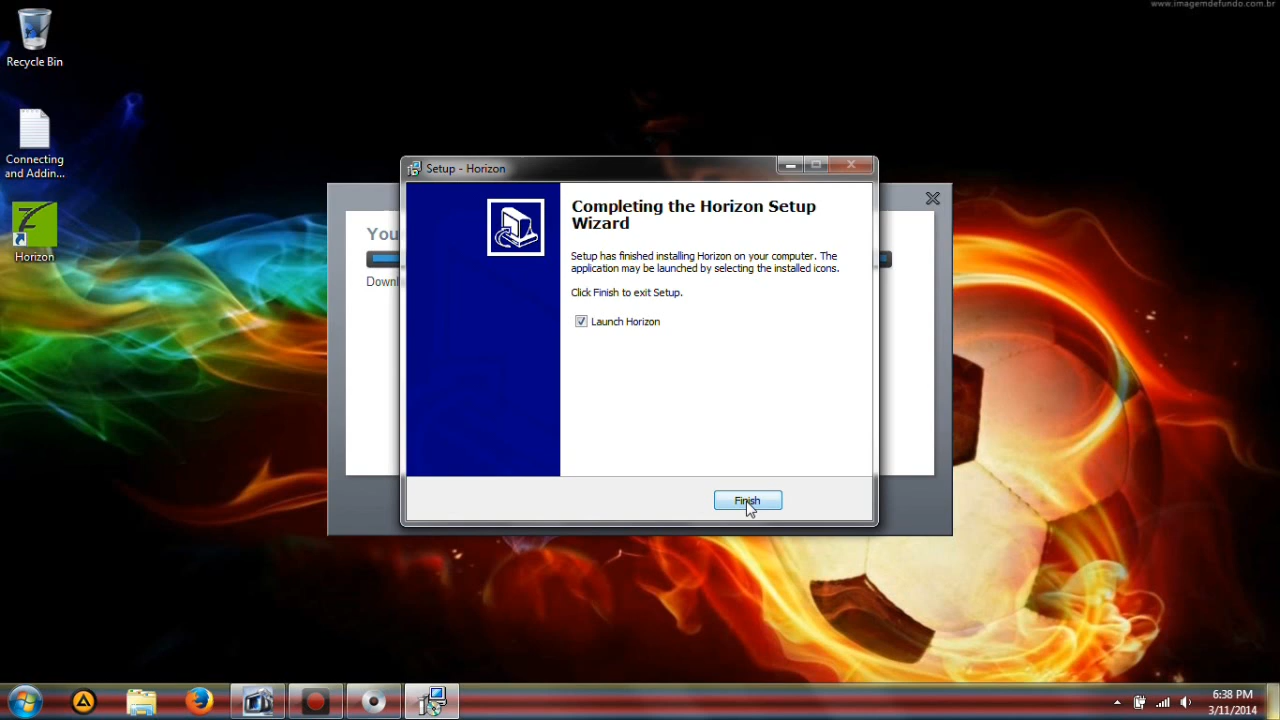 www.imagemdefundo.com.br
Recycle Bin
Connecting
and Addin...
Horizon
Setup - Horizon
You
Downl
Completing the Horizon Setup
Wizard
Setup has finished installing Horizon on your computer. The
application may be launched by selecting the installed icons.
Click Finish to exit Setup.
Launch Horizon
Finish
6:38 PM
3/11/2014